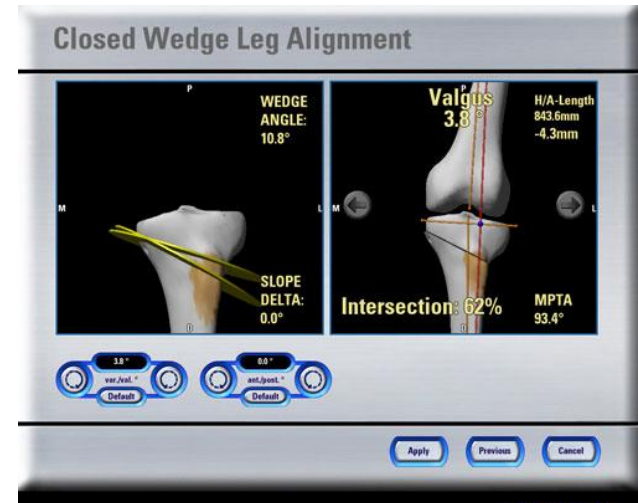 Closed Wedge Leg Alignment
P
WEDGE
ANGLE:
10.8°
M
L
SLOPE
DELTA:
0.0°
D
P
Valgus
3.8°
H/A-Length
843.6mm
-4.3mm
M
L
Intersection: 62%
MPTA
93.4°
D
3.8 °
var./val. °
Default
0.0 °
ant./post. °
Default
Apply
Previous
Cancel